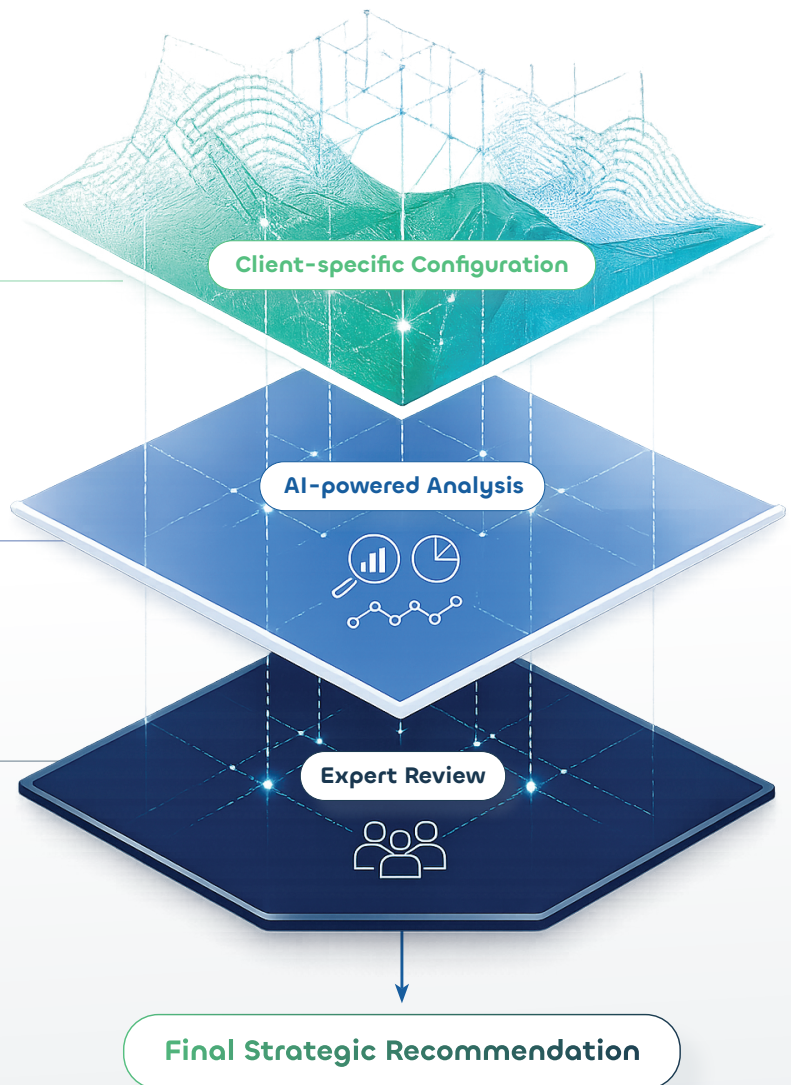 Client-specific Configuration
AI-powered Analysis
Expert Review
Final Strategic Recommendation